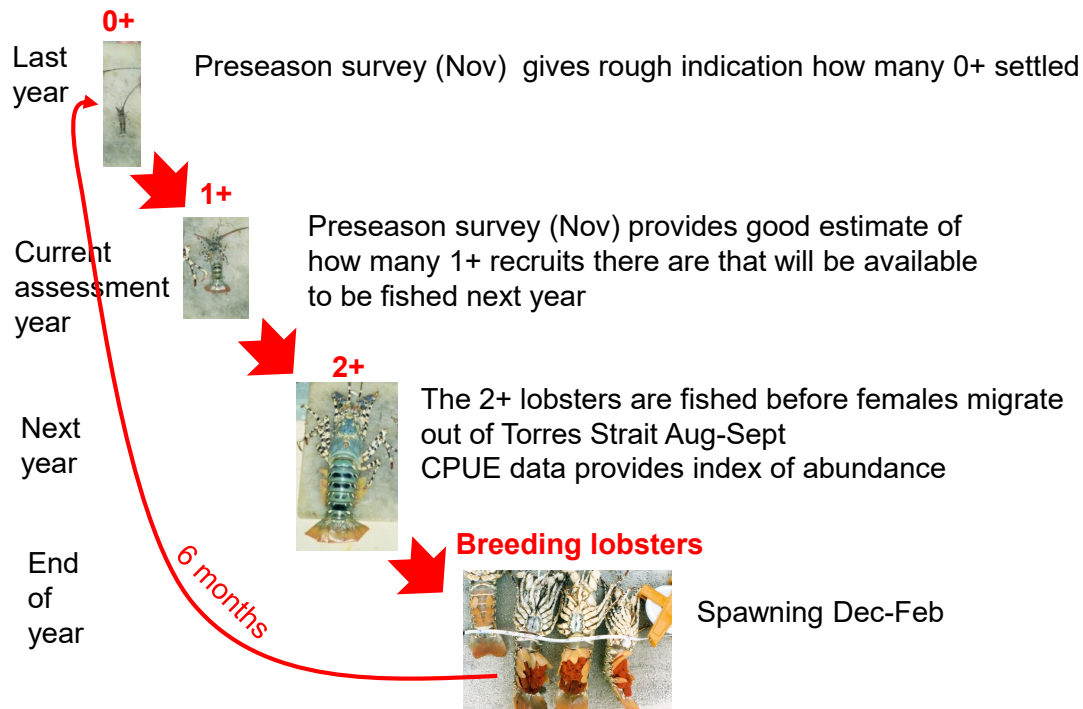 0+
Last
year
Preseason survey (Nov) gives rough indication how many 0+ settled
1+
Current
assessment
year
Preseason survey (Nov) provides good estimate of
how many 1+ recruits there are that will be available
to be fished next year
2+
Next
year
The 2+ lobsters are fished before females migrate
out of Torres Strait Aug-Sept
CPUE data provides index of abundance
Breeding lobsters
End
of
year
6 months
Spawning Dec-Feb